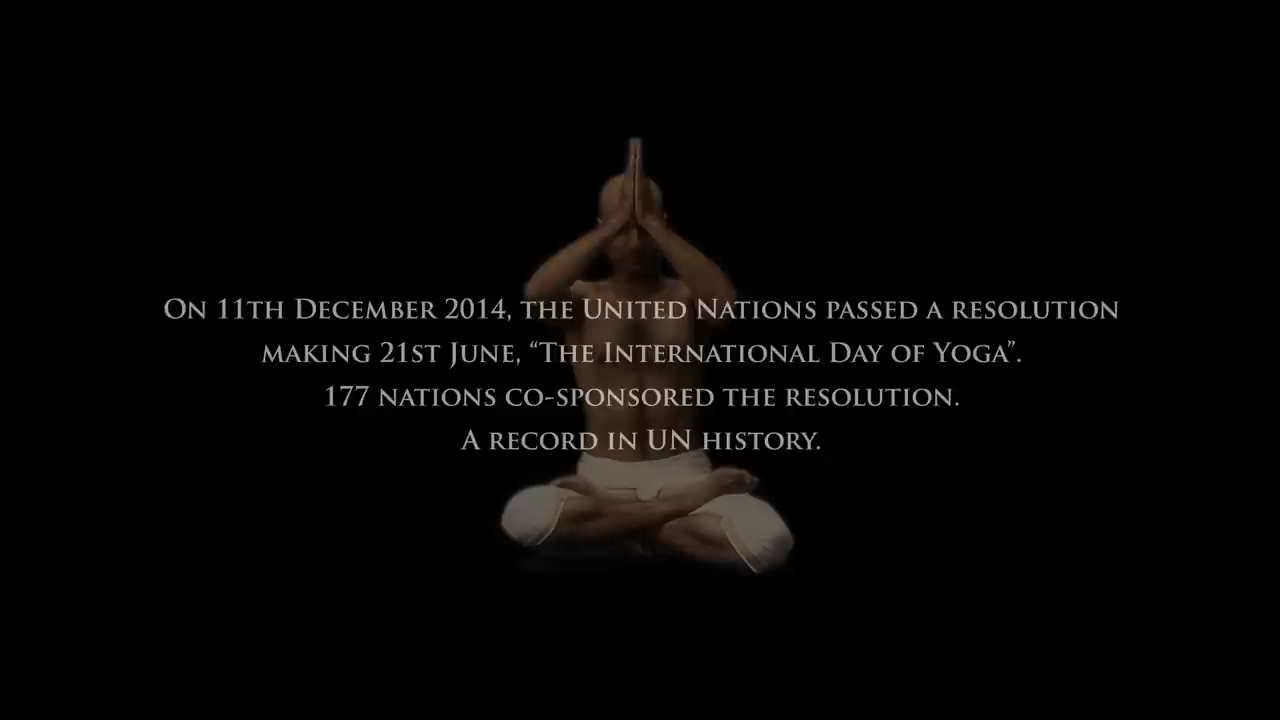 On 11th December 2014, the United Nations passed a resolution
making 21st June, “The International Day of Yoga”.
177 nations co-sponsored the resolution.
A record in UN history.